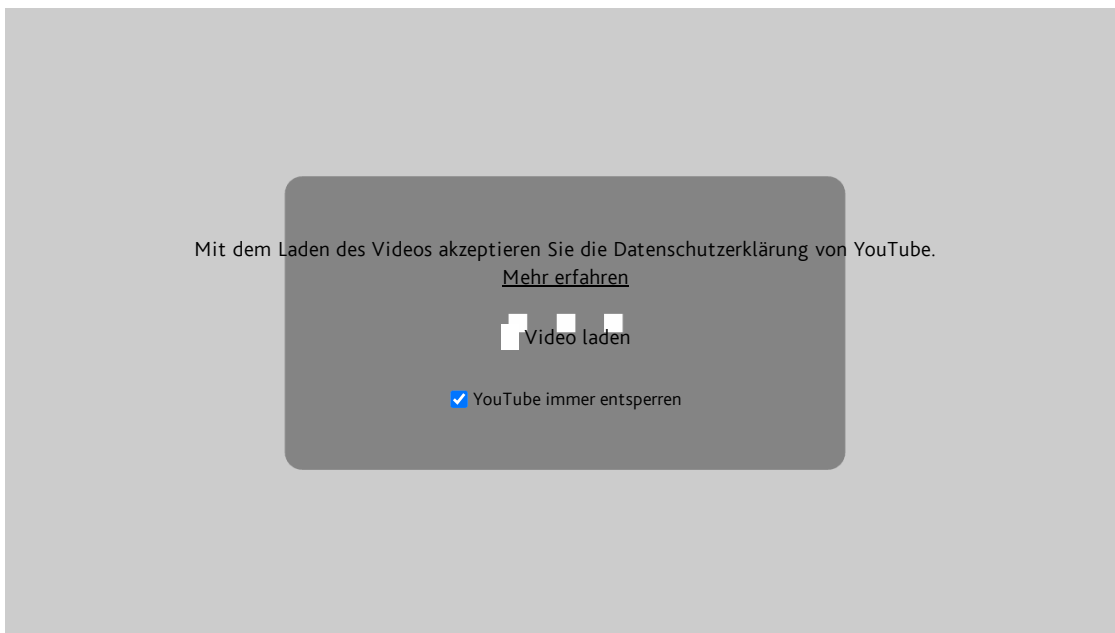 Mit dem Laden des Videos akzeptieren Sie die Datenschutzerklärung von YouTube.
Mehr erfahren
Video laden
YouTube immer entsperren